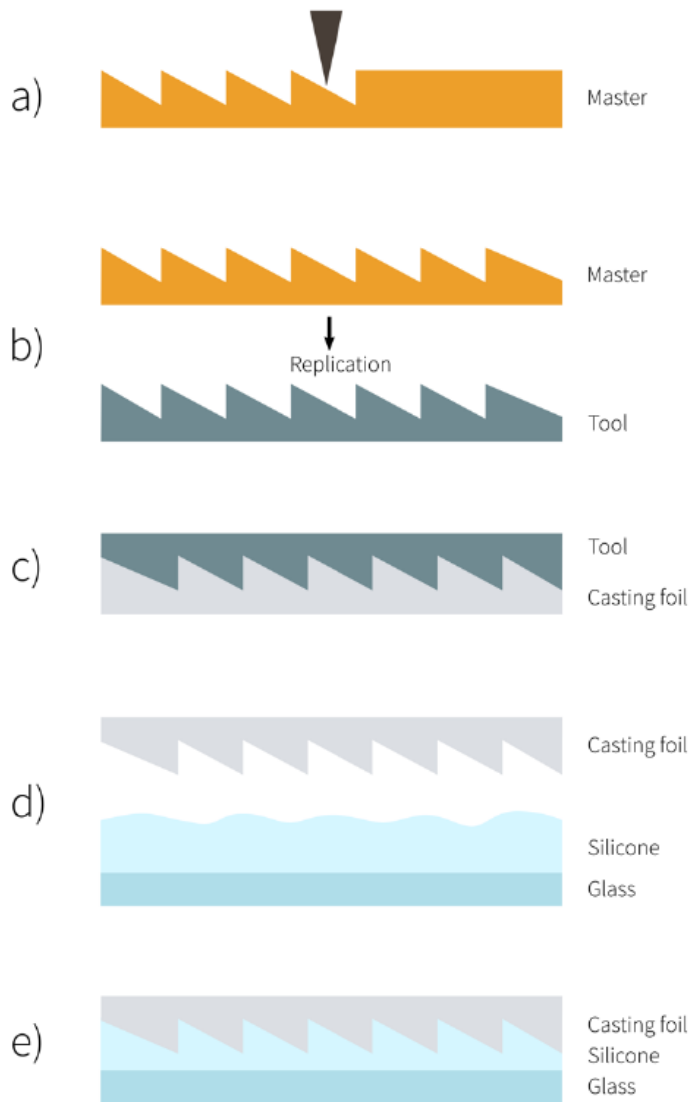 a)
Master
Master
b)
Replication
Tool
Tool
c)
Casting foil
Casting foil
d)
Silicone
Glass
Casting foil
e)
Silicone
Glass